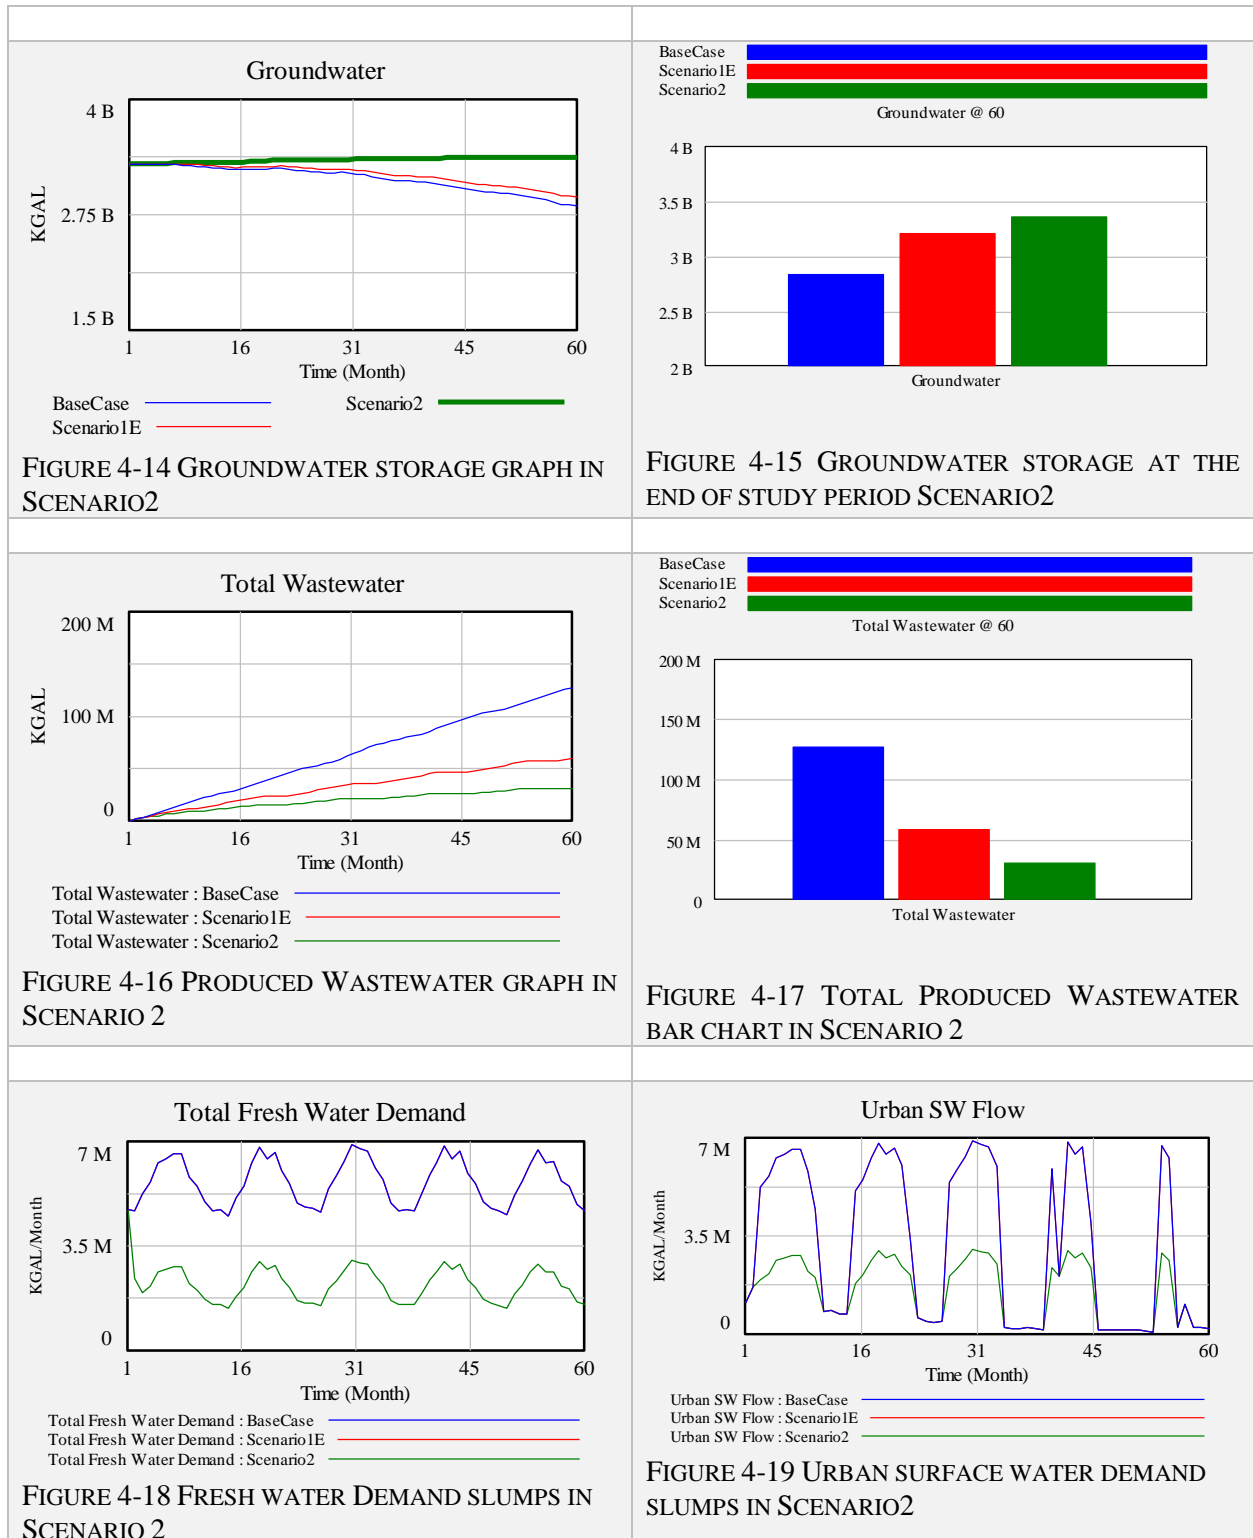 Groundwater
4 B
2.75 B
1.5 B
KGAL
1 16 31 45 60
Time (Month)
BaseCase
Scenario2
Scenario1E
FIGURE 4-14 GROUNDWATER STORAGE GRAPH IN
SCENARIO2
BaseCase
Scenario1E
Scenario2
Groundwater @ 60
4 B
3.5 B
3 B
2.5 B
2 B
Groundwater
FIGURE 4-15 GROUNDWATER STORAGE AT THE
END OF STUDY PERIOD SCENARIO2
Total Wastewater
200 M
100 M
0
KGAL
1 16 31 45 60
Time (Month)
Total Wastewater : BaseCase
Total Wastewater : Scenario1E
Total Wastewater : Scenario2
FIGURE 4-16 PRODUCED WASTEWATER GRAPH IN
SCENARIO 2
BaseCase
Scenario1E
Scenario2
Total Wastewater @ 60
200 M
150 M
100 M
50 M
0
Total Wastewater
FIGURE 4-17 TOTAL PRODUCED WASTEWATER
BAR CHART IN SCENARIO 2
Total Fresh Water Demand
7 M
3.5 M
0
KGAL/Month
1 16 31 45 60
Time (Month)
Total Fresh Water Demand : BaseCase
Total Fresh Water Demand : Scenario1E
Total Fresh Water Demand : Scenario2
FIGURE 4-18 FRESH WATER DEMAND SLUMPS IN
SCENARIO 2
Urban SW Flow
7 M
3.5 M
0
KGAL/Month
1 16 31 45 60
Time (Month)
Urban SW Flow : BaseCase
Urban SW Flow : Scenario1E
Urban SW Flow : Scenario2
FIGURE 4-19 URBAN SURFACE WATER DEMAND
SLUMPS IN SCENARIO2